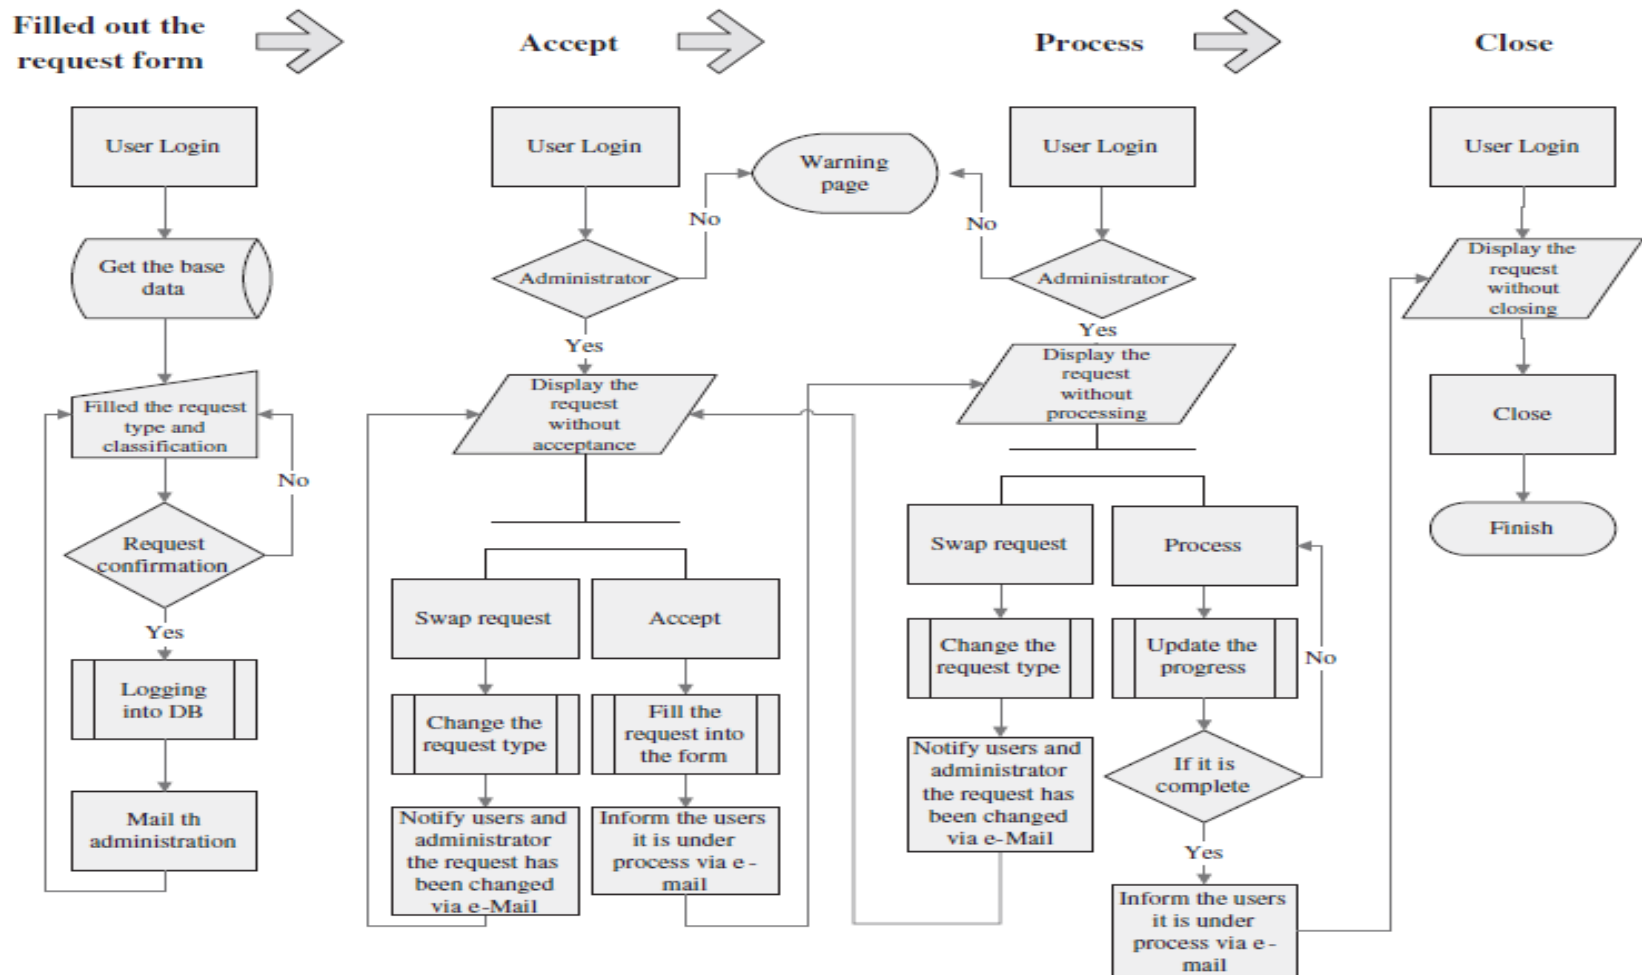 Filled out the
request form
Accept
Process
Close
User Login
Get the base
data
Filled the request
type and
classification
No
Request
confirmation
Yes
Logging
into DB
Mail th
administration
User Login
Administrator
No
Warning
page
Yes
Display the
request
without
acceptance
Swap request
Change the
request type
Notify users and
administrator
the request has
been changed
via e-Mail
Accept
Fill the
request into
the form
Inform the users
it is under
process via e -
mail
User Login
No
Administrator
Yes
Display the
request
without
processing
Swap request
Change the
request type
Notify users and
administrator
the request has
been changed
via e-Mail
Process
Update the
progress
No
If it is
complete
Yes
Inform the users
it is under
process via e -
mail
User Login
Display the
request
without
closing
Close
Finish